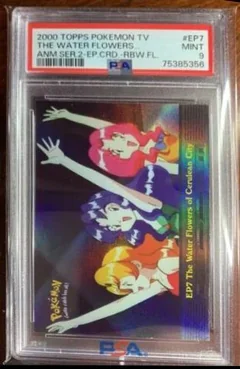 2000 TOPPS POKEMON TV #EP7
THE WATER FLOWERS.. MINT
ANM.SER.2-EP.CRD.-RBW.FL. 9
PSA 75385356
EP7 The Water Flowers of Cerulean City
POKéMON
PSA